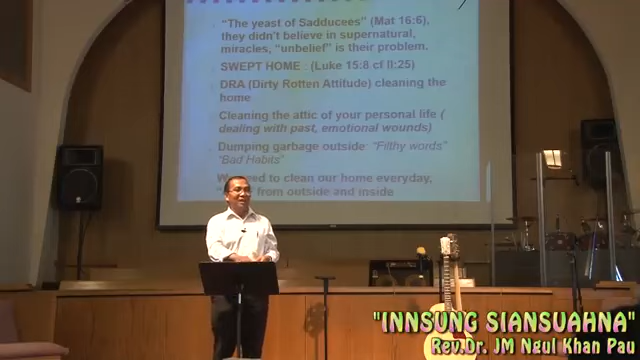 "The yeast of Sadducees" (Mat 16:6),
they didn't believe in supernatural,
miracles, "unbelief" is their problem.
SWEPT HOME : (Luke 15:8 cf II:25)
DRA (Dirty Rotten Attitude) cleaning the
home
Cleaning the attic of your personal life (
dealing with past, emotional wounds)
Dumping garbage outside: "Filthy words"
"Bad Habits"
to clean our home everyday,
from outside and inside
"INNSUNG SIANSUAHNA"
Rev.Dr. JM Ngul Khan Pau